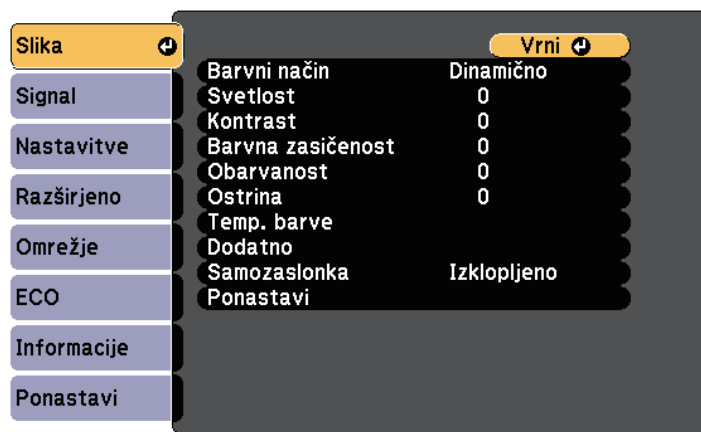 Slika
Signal
Nastavitve
Razširjeno
Omrežje
ECO
Informacije
Ponastavi
Vrni
Barvni način Dinamično
Svetlost 0
Kontrast 0
Barvna zasičenost 0
Obarvanost 0
Ostrina 0
Temp. barve
Dodatno
Samozaslonka Izklopljeno
Ponastavi